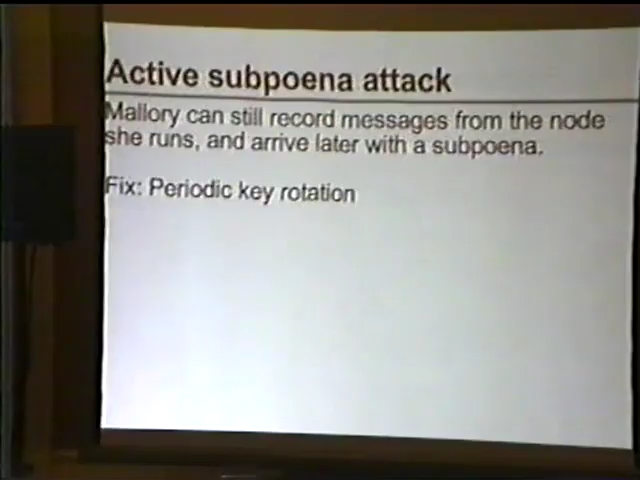 Active subpoena attack
Mallory can still record messages from the node
she runs, and arrive later with a subpoena.
Fix: Periodic key rotation